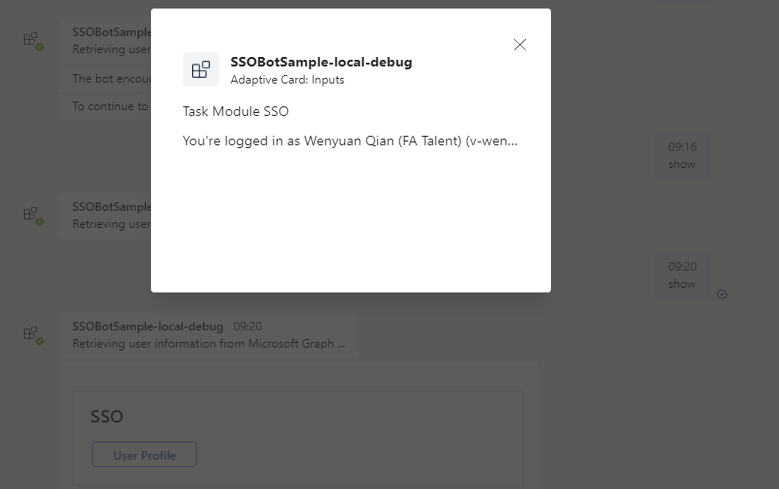 SSOBotSample
Retrieving user
The bot encou
To continue to
SSOBotSample-local-debug
Adaptive Card: Inputs
Task Module SSO
You're logged in as Wenyuan Qian (FA Talent) (v-wen...
09:16
show
SSOBotSample
Retrieving user
09:20
show
SSOBotSample-local-debug 09:20
Retrieving user information from Microsoft Graph ...
SSO
User Profile